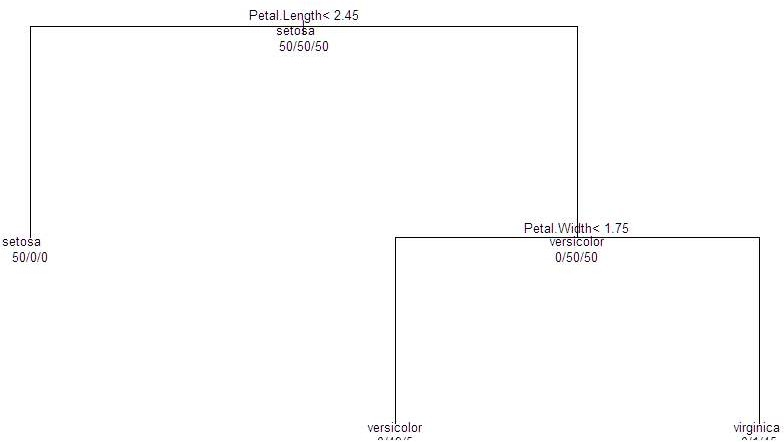 Petal.Length< 2.45
setosa
50/50/50
Petal.Width< 1.75
setosa
versicolor
50/0/0
0/50/50
versicolor
virginica